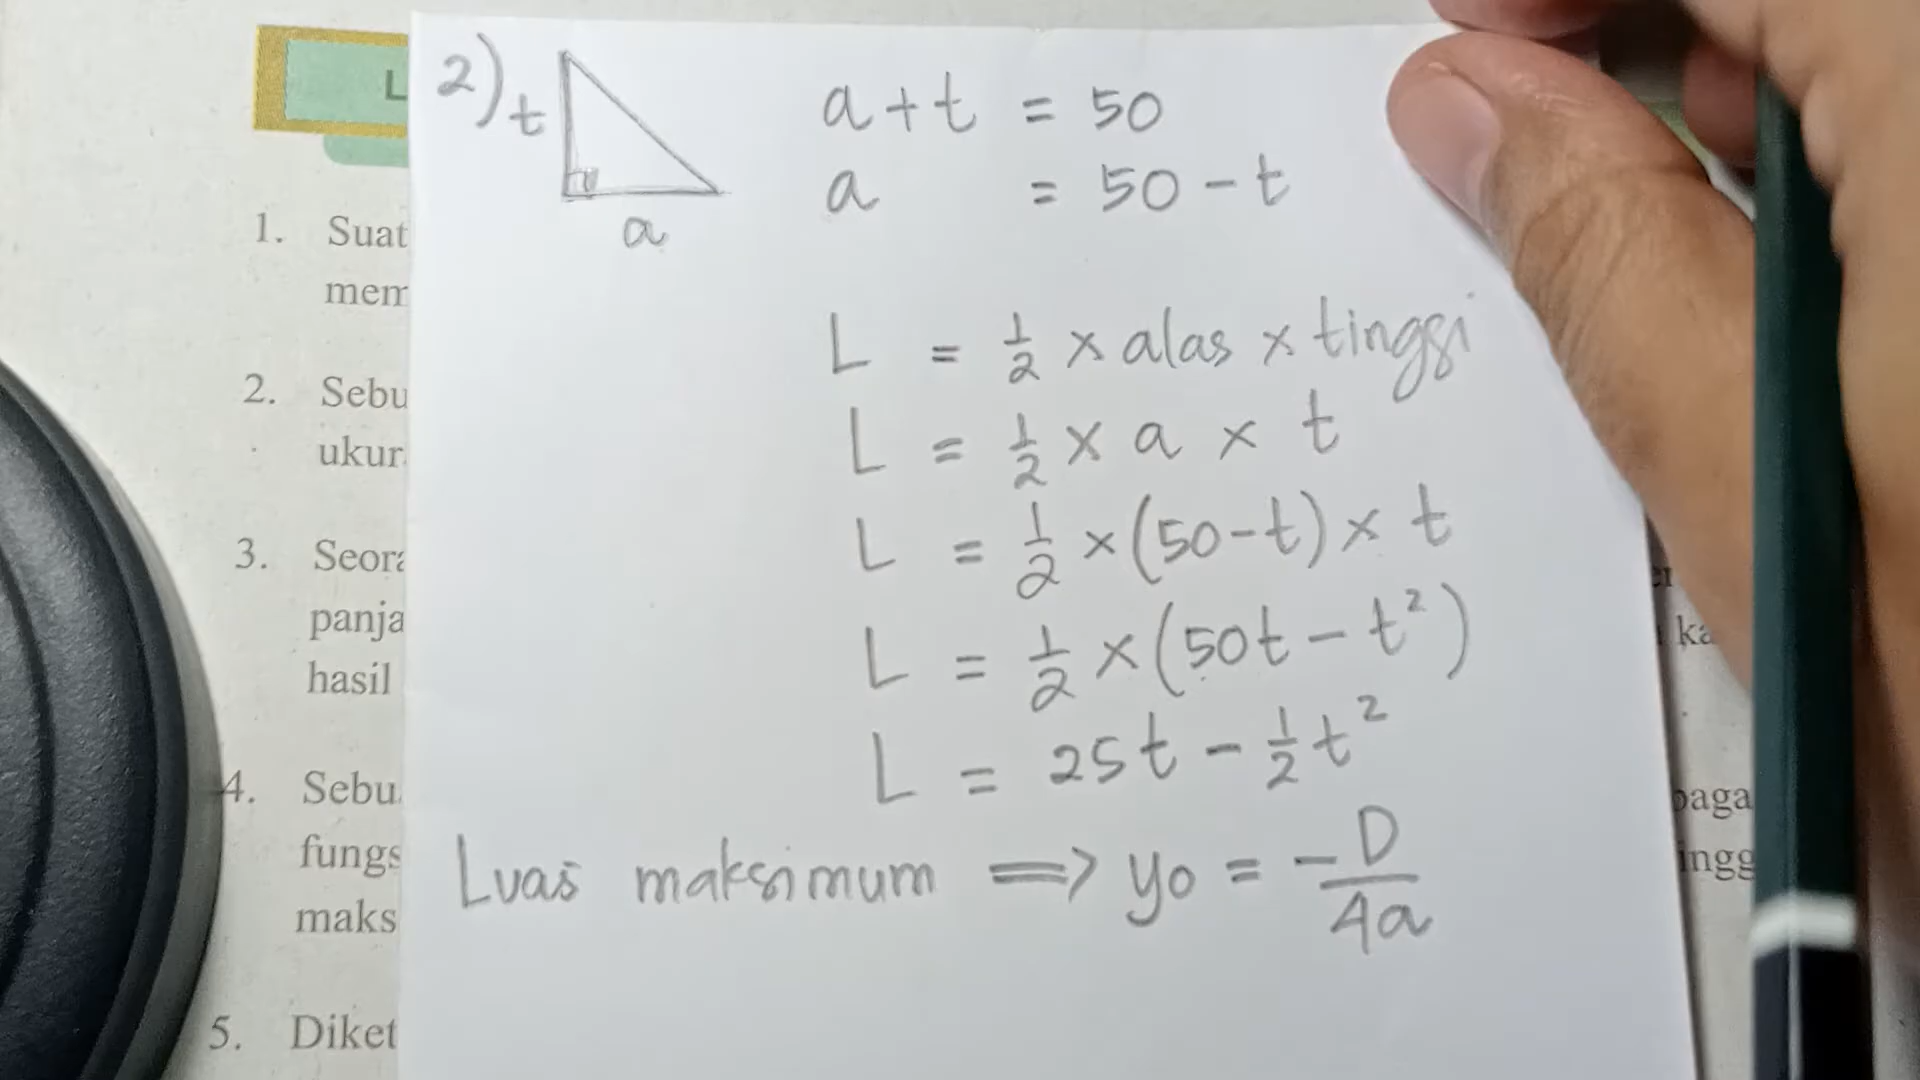 L
2) t a
a + t = 50
a = 50 - t
L = 1/2 × alas × tinggi
L = 1/2 × a × t
L = 1/2 × (50 - t) × t
L = 1/2 × (50t - t²)
L = 25t - 1/2 t²
Luas maksimum ⇒ yo = -D/4a
1. Suat
mem
2. Sebu
ukur
3. Seora
panja
hasil
ka
4. Sebu
fungs
maks
baga
ingg
5. Diket